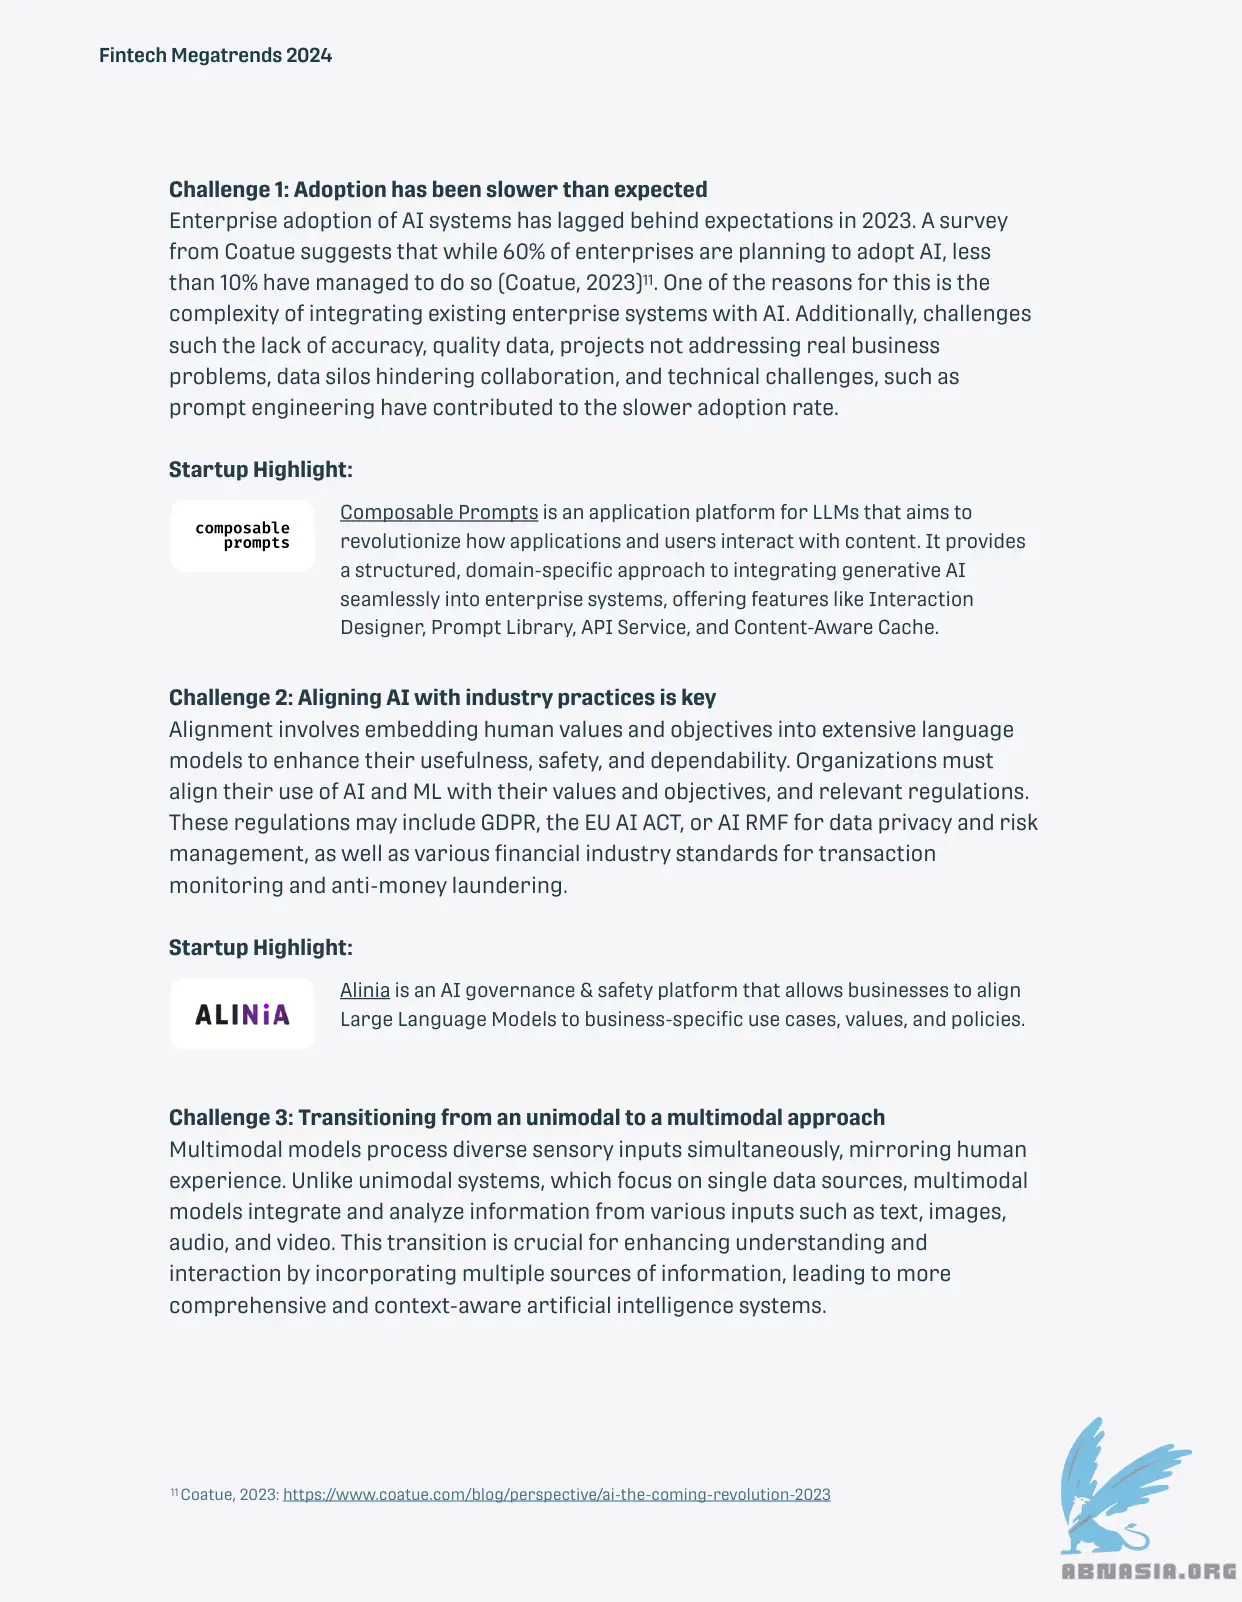 Fintech Megatrends 2024
Challenge 1: Adoption has been slower than expected
Enterprise adoption of AI systems has lagged behind expectations in 2023. A survey
from Coatue suggests that while 60% of enterprises are planning to adopt AI, less
than 10% have managed to do so (Coatue, 2023)¹¹. One of the reasons for this is the
complexity of integrating existing enterprise systems with AI. Additionally, challenges
such the lack of accuracy, quality data, projects not addressing real business
problems, data silos hindering collaboration, and technical challenges, such as
prompt engineering have contributed to the slower adoption rate.
Startup Highlight:
composable
prompts
Composable Prompts is an application platform for LLMs that aims to
revolutionize how applications and users interact with content. It provides
a structured, domain-specific approach to integrating generative AI
seamlessly into enterprise systems, offering features like Interaction
Designer, Prompt Library, API Service, and Content-Aware Cache.
Challenge 2: Aligning AI with industry practices is key
Alignment involves embedding human values and objectives into extensive language
models to enhance their usefulness, safety, and dependability. Organizations must
align their use of AI and ML with their values and objectives, and relevant regulations.
These regulations may include GDPR, the EU AI ACT, or AI RMF for data privacy and risk
management, as well as various financial industry standards for transaction
monitoring and anti-money laundering.
Startup Highlight:
ALINiA
Alinia is an AI governance & safety platform that allows businesses to align
Large Language Models to business-specific use cases, values, and policies.
Challenge 3: Transitioning from an unimodal to a multimodal approach
Multimodal models process diverse sensory inputs simultaneously, mirroring human
experience. Unlike unimodal systems, which focus on single data sources, multimodal
models integrate and analyze information from various inputs such as text, images,
audio, and video. This transition is crucial for enhancing understanding and
interaction by incorporating multiple sources of information, leading to more
comprehensive and context-aware artificial intelligence systems.
¹¹ Coatue, 2023: https://www.coatue.com/blog/perspective/ai-the-coming-revolution-2023
ABNASIA.ORG